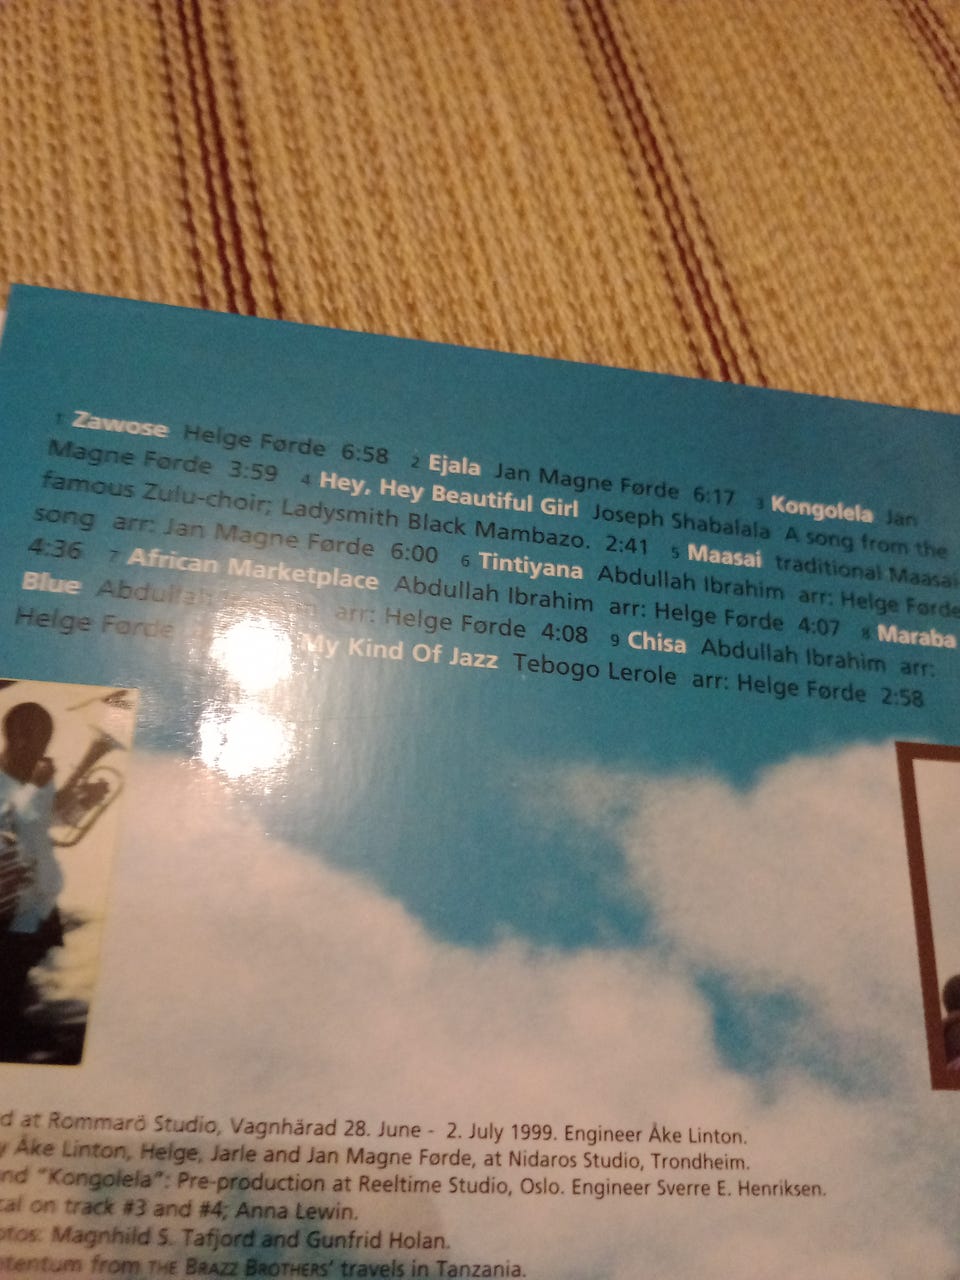 1 Zawose Helge Førde 6:58 2 Ejala Jan Magne Førde 6:17 3 Kongolela Jan
Magne Førde 3:59 4 Hey, Hey Beautiful Girl Joseph Shabalala A song from the
famous Zulu-choir; Ladysmith Black Mambazo. 2:41 5 Maasai traditional Maasai
song arr: Jan Magne Førde 6:00 6 Tintiyana Abdullah Ibrahim arr: Helge Førde
4:36 7 African Marketplace Abdullah Ibrahim arr: Helge Førde 4:07 8 Maraba
Blue Abdullah arr: Helge Førde 4:08 9 Chisa Abdullah Ibrahim arr:
Helge Førde My Kind Of Jazz Tebogo Lerole arr: Helge Førde 2:58
d at Rommarö Studio, Vagnhärad 28. June - 2. July 1999. Engineer Åke Linton.
y Åke Linton, Helge, Jarle and Jan Magne Førde, at Nidaros Studio, Trondheim.
nd "Kongolela": Pre-production at Reeltime Studio, Oslo. Engineer Sverre E. Henriksen.
cal on track #3 and #4; Anna Lewin.
otos: Magnhild S. Tafjord and Gunfrid Holan.
tentum from THE BRAZZ BROTHERS' travels in Tanzania.